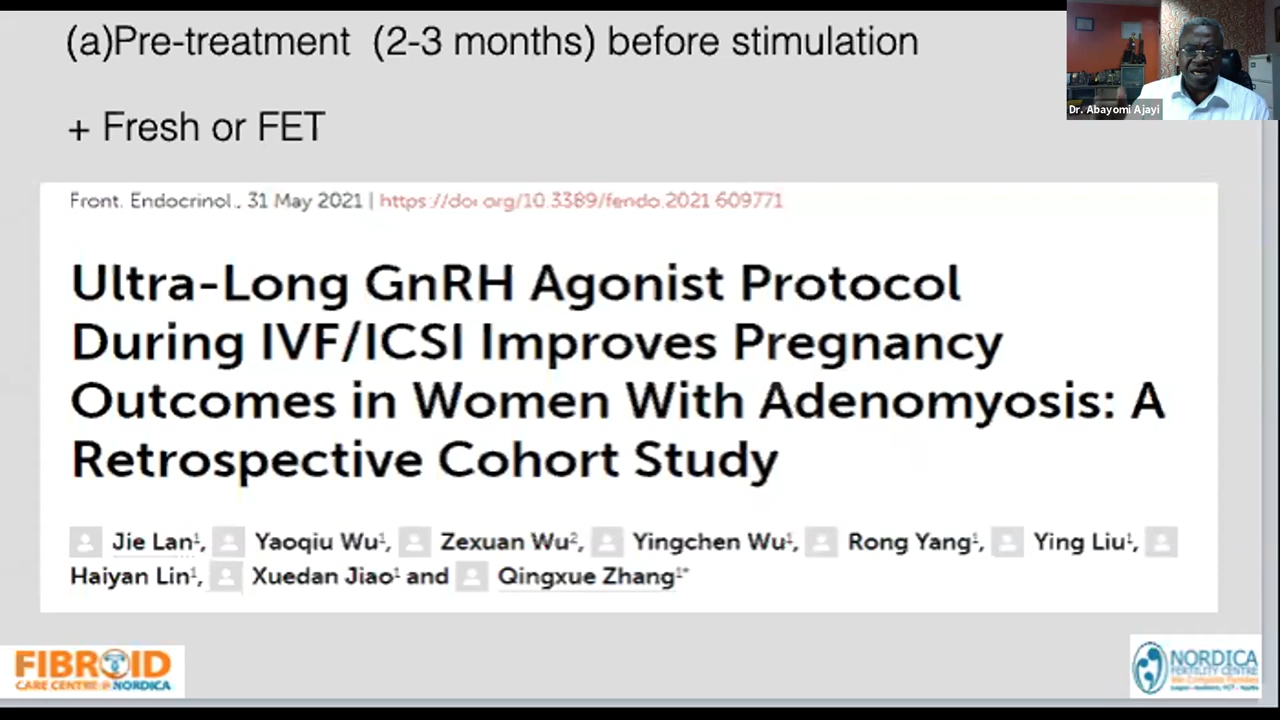 (a)Pre-treatment (2-3 months) before stimulation
+ Fresh or FET
Dr. Abayomi Ajayi
Front. Endocrinol., 31 May 2021 | https://doi.org/10.3389/fendo.2021.609771
Ultra-Long GnRH Agonist Protocol
During IVF/ICSI Improves Pregnancy
Outcomes in Women With Adenomyosis: A
Retrospective Cohort Study
Jie Lan¹, Yaoqiu Wu¹, Zexuan Wu², Yingchen Wu¹, Rong Yang¹, Ying Liu¹,
Haiyan Lin¹, Xuedan Jiao¹ and Qingxue Zhang¹*
FIBROID
CARE CENTRE @ NORDICA
NORDICA
FERTILITY CENTRE